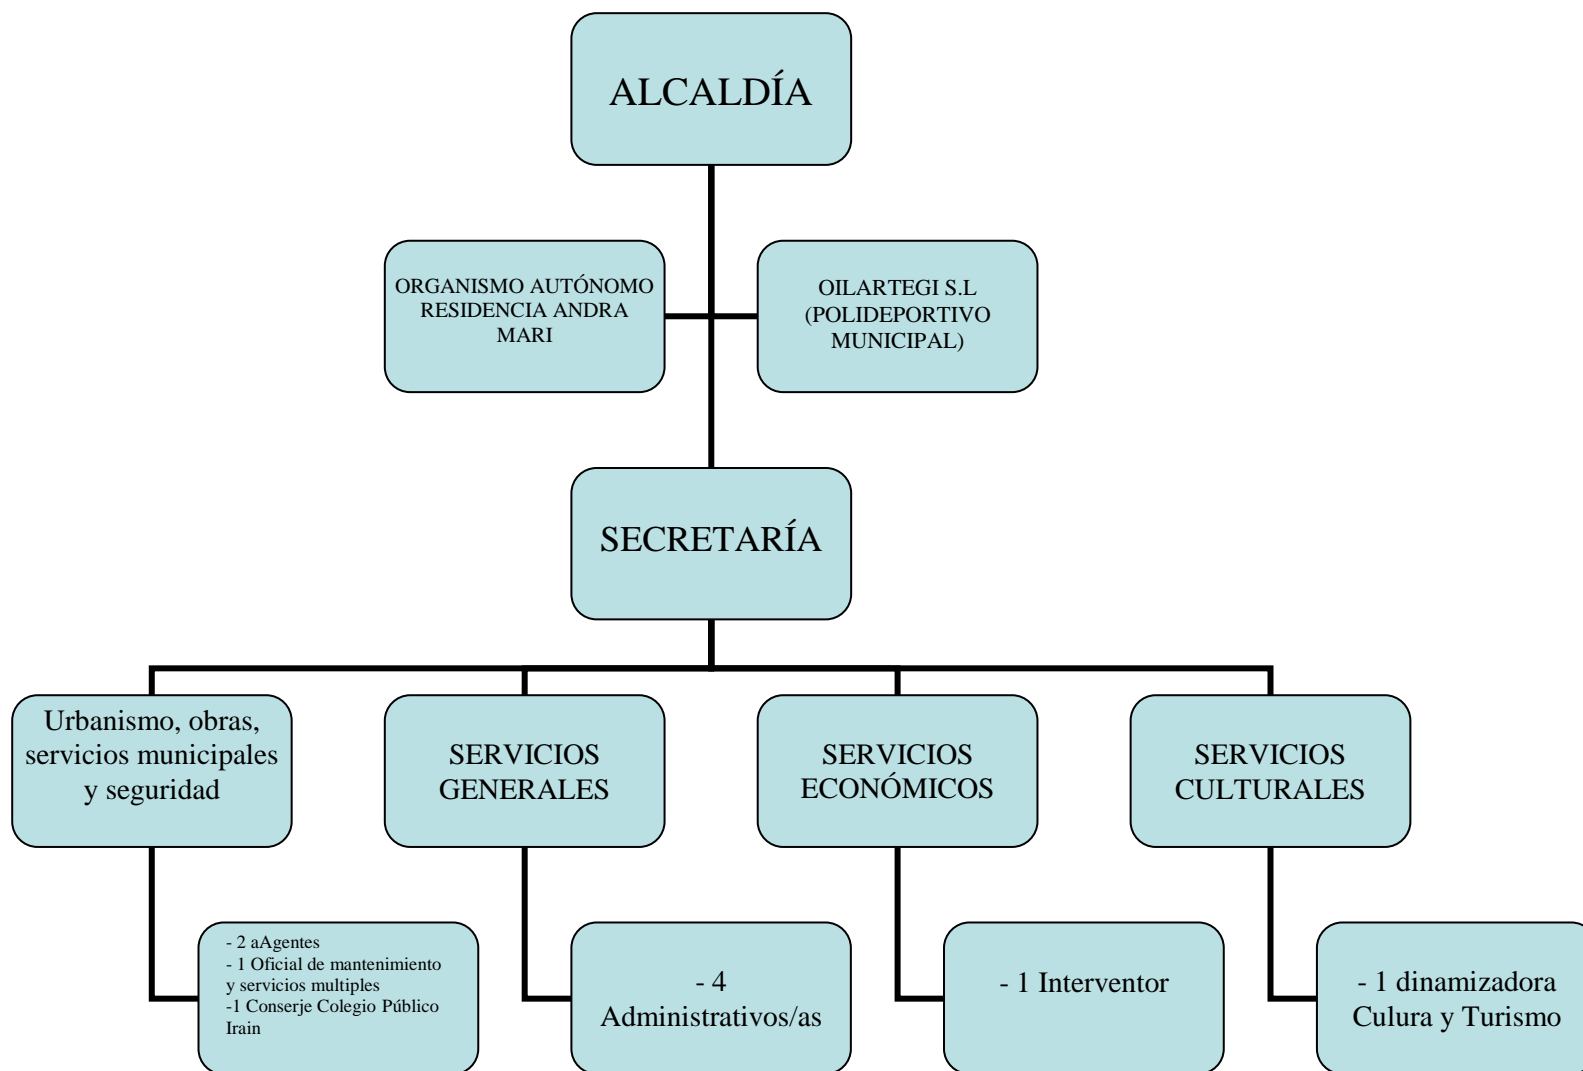 ALCALDÍA
ORGANISMO AUTÓNOMO
RESIDENCIA ANDRA
MARI
OILARTEGI S.L
(POLIDEPORTIVO
MUNICIPAL)
SECRETARÍA
Urbanismo, obras,
servicios municipales
y seguridad
SERVICIOS
GENERALES
SERVICIOS
ECONÓMICOS
SERVICIOS
CULTURALES
- 2 aAgentes
- 1 Oficial de mantenimiento
y servicios multiples
-1 Conserje Colegio Público
Irain
- 4
Administrativos/as
- 1 Interventor
- 1 dinamizadora
Culura y Turismo